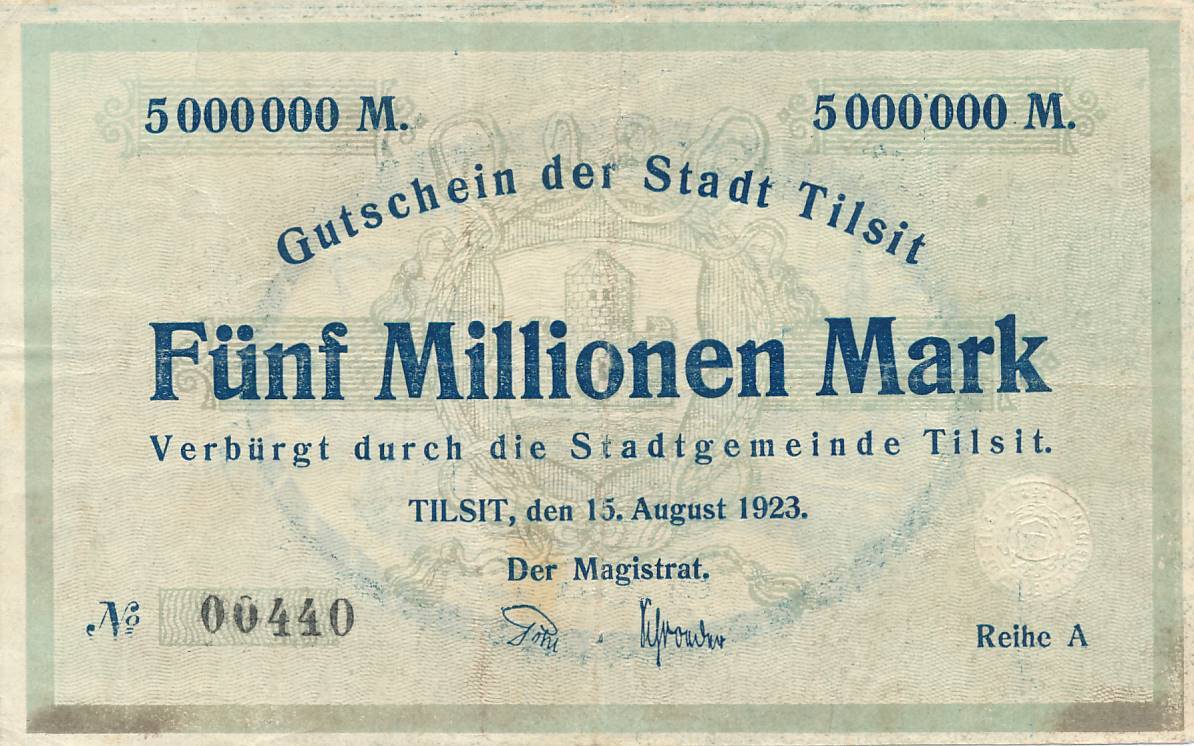 5000000 M. 5000000 M.
Gutschein der Stadt Tilsit
Fünf Millionen Mark
Verbürgt durch die Stadtgemeinde Tilsit.
TILSIT, den 15. August 1923.
Der Magistrat.
No 00440
Reihe A